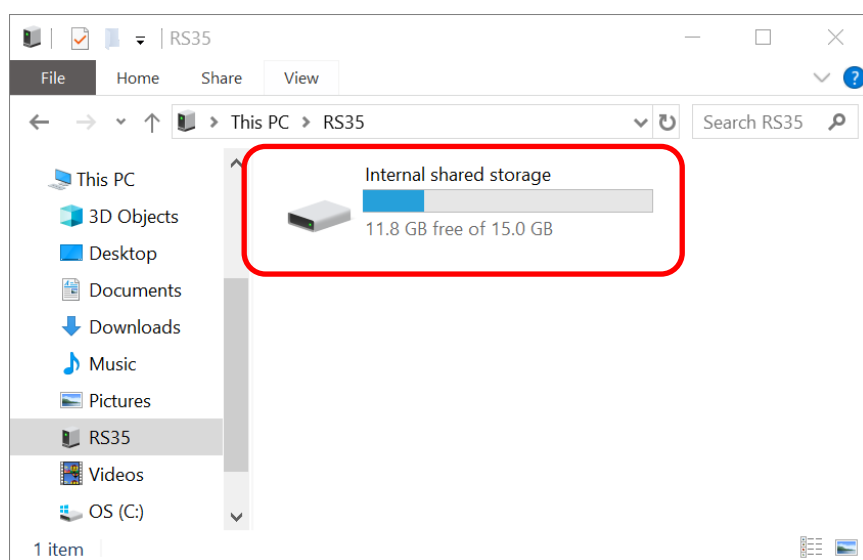 RS35
File Home Share View ?
This PC > RS35 Search RS35
This PC
3D Objects
Desktop
Documents
Downloads
Music
Pictures
RS35
Videos
OS (C:)
Internal shared storage
11.8 GB free of 15.0 GB
1 item